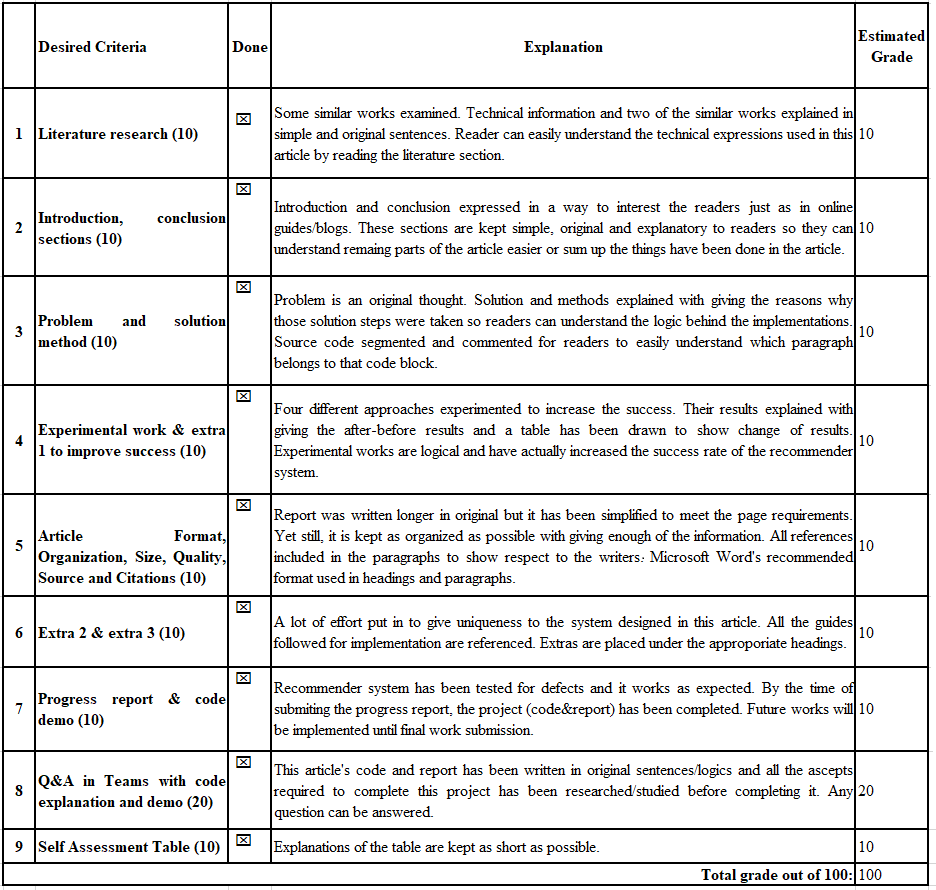 Desired Criteria Done Explanation Estimated Grade
1 Literature research (10) ☒ Some similar works examined. Technical information and two of the similar works explained in
simple and original sentences. Reader can easily understand the technical expressions used in this
article by reading the literature section. 10
2 Introduction, conclusion
sections (10) ☒ Introduction and conclusion expressed in a way to interest the readers just as in online
guides/blogs. These sections are kept simple, original and explanatory to readers so they can
understand remaing parts of the article easier or sum up the things have been done in the article. 10
3 Problem and solution
method (10) ☒ Problem is an original thought. Solution and methods explained with giving the reasons why
those solution steps were taken so readers can understand the logic behind the implementations.
Source code segmented and commented for readers to easily understand which paragraph
belongs to that code block. 10
4 Experimental work & extra
1 to improve success (10) ☒ Four different approaches experimented to increase the success. Their results explained with
giving the after-before results and a table has been drawn to show change of results.
Experimental works are logical and have actually increased the success rate of the recommender
system. 10
5 Article Format,
Organization, Size, Quality,
Source and Citations (10) ☒ Report was written longer in original but it has been simplified to meet the page requirements.
Yet still, it is kept as organized as possible with giving enough of the information. All references
included in the paragraphs to show respect to the writers. Microsoft Word's recommended
format used in headings and paragraphs. 10
6 Extra 2 & extra 3 (10) ☒ A lot of effort put in to give uniqueness to the system designed in this article. All the guides
followed for implementation are referenced. Extras are placed under the approporiate headings. 10
7 Progress report & code
demo (10) ☒ Recommender system has been tested for defects and it works as expected. By the time of
submiting the progress report, the project (code&report) has been completed. Future works will
be implemented until final work submission. 10
8 Q&A in Teams with code
explanation and demo (20) ☒ This article's code and report has been written in original sentences/logics and all the ascepts
required to complete this project has been researched/studied before completing it. Any
question can be answered. 20
9 Self Assessment Table (10) ☒ Explanations of the table are kept as short as possible. 10
Total grade out of 100: 100